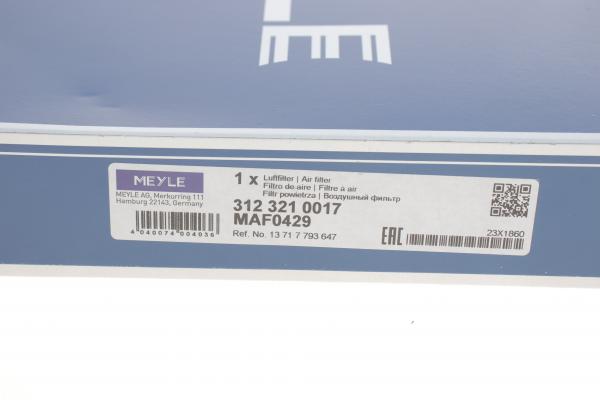 LE
MEYLE
MEYLE AG, Merkurring 111
Hamburg 22143, Germany
4 040074 004036
1 x Luftfilter | Air filter
Filtro de aire | Filtre à air
Filtr powietrza | Воздушный фильтр
312 321 0017
MAF0429
Ref. No. 13 71 7 793 647
EAC
23X1860